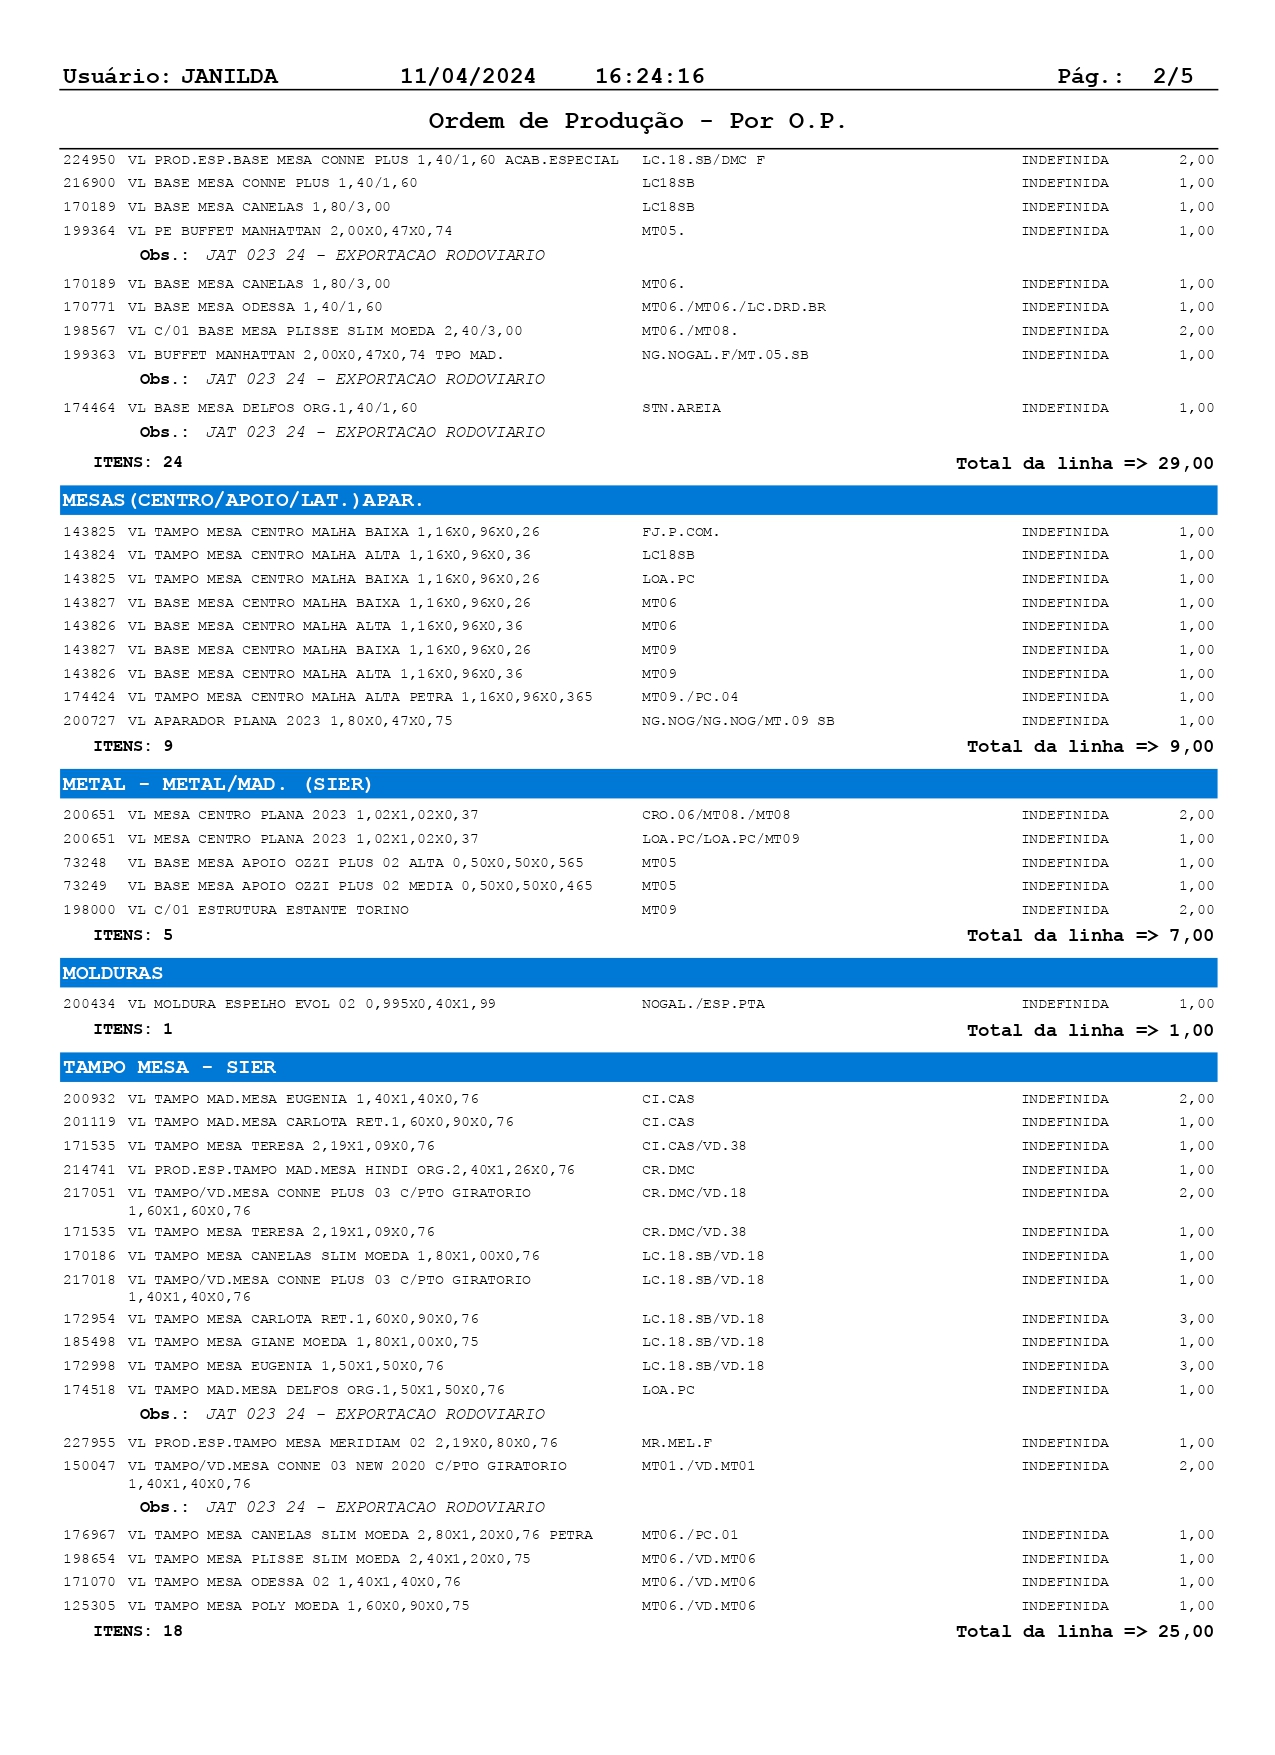 Usuário: JANILDA 11/04/2024 16:24:16 Pág.: 2/5
Ordem de Produção - Por O.P.
224950 VL PROD.ESP.BASE MESA CONNE PLUS 1,40/1,60 ACAB.ESPECIAL LC.18.SB/DMC F INDEFINIDA 2,00
216900 VL BASE MESA CONNE PLUS 1,40/1,60 LC18SB INDEFINIDA 1,00
170189 VL BASE MESA CANELAS 1,80/3,00 LC18SB INDEFINIDA 1,00
199364 VL PE BUFFET MANHATTAN 2,00X0,47X0,74 MT05. INDEFINIDA 1,00
Obs.: JAT 023 24 - EXPORTACAO RODOVIARIO
170189 VL BASE MESA CANELAS 1,80/3,00 MT06. INDEFINIDA 1,00
170771 VL BASE MESA ODESSA 1,40/1,60 MT06./MT06./LC.DRD.BR INDEFINIDA 1,00
198567 VL C/01 BASE MESA PLISSE SLIM MOEDA 2,40/3,00 MT06./MT08. INDEFINIDA 2,00
199363 VL BUFFET MANHATTAN 2,00X0,47X0,74 TPO MAD. NG.NOGAL.F/MT.05.SB INDEFINIDA 1,00
Obs.: JAT 023 24 - EXPORTACAO RODOVIARIO
174464 VL BASE MESA DELFOS ORG.1,40/1,60 STN.AREIA INDEFINIDA 1,00
Obs.: JAT 023 24 - EXPORTACAO RODOVIARIO
ITENS: 24 Total da linha => 29,00
MESAS(CENTRO/APOIO/LAT.)APAR.
143825 VL TAMPO MESA CENTRO MALHA BAIXA 1,16X0,96X0,26 FJ.P.COM. INDEFINIDA 1,00
143824 VL TAMPO MESA CENTRO MALHA ALTA 1,16X0,96X0,36 LC18SB INDEFINIDA 1,00
143825 VL TAMPO MESA CENTRO MALHA BAIXA 1,16X0,96X0,26 LOA.PC INDEFINIDA 1,00
143827 VL BASE MESA CENTRO MALHA BAIXA 1,16X0,96X0,26 MT06 INDEFINIDA 1,00
143826 VL BASE MESA CENTRO MALHA ALTA 1,16X0,96X0,36 MT06 INDEFINIDA 1,00
143827 VL BASE MESA CENTRO MALHA BAIXA 1,16X0,96X0,26 MT09 INDEFINIDA 1,00
143826 VL BASE MESA CENTRO MALHA ALTA 1,16X0,96X0,36 MT09 INDEFINIDA 1,00
174424 VL TAMPO MESA CENTRO MALHA ALTA PETRA 1,16X0,96X0,365 MT09./PC.04 INDEFINIDA 1,00
200727 VL APARADOR PLANA 2023 1,80X0,47X0,75 NG.NOG/NG.NOG/MT.09 SB INDEFINIDA 1,00
ITENS: 9 Total da linha => 9,00
METAL - METAL/MAD. (SIER)
200651 VL MESA CENTRO PLANA 2023 1,02X1,02X0,37 CRO.06/MT08./MT08 INDEFINIDA 2,00
200651 VL MESA CENTRO PLANA 2023 1,02X1,02X0,37 LOA.PC/LOA.PC/MT09 INDEFINIDA 1,00
73248 VL BASE MESA APOIO OZZI PLUS 02 ALTA 0,50X0,50X0,565 MT05 INDEFINIDA 1,00
73249 VL BASE MESA APOIO OZZI PLUS 02 MEDIA 0,50X0,50X0,465 MT05 INDEFINIDA 1,00
198000 VL C/01 ESTRUTURA ESTANTE TORINO MT09 INDEFINIDA 2,00
ITENS: 5 Total da linha => 7,00
MOLDURAS
200434 VL MOLDURA ESPELHO EVOL 02 0,995X0,40X1,99 NOGAL./ESP.PTA INDEFINIDA 1,00
ITENS: 1 Total da linha => 1,00
TAMPO MESA - SIER
200932 VL TAMPO MAD.MESA EUGENIA 1,40X1,40X0,76 CI.CAS INDEFINIDA 2,00
201119 VL TAMPO MAD.MESA CARLOTA RET.1,60X0,90X0,76 CI.CAS INDEFINIDA 1,00
171535 VL TAMPO MESA TERESA 2,19X1,09X0,76 CI.CAS/VD.38 INDEFINIDA 1,00
214741 VL PROD.ESP.TAMPO MAD.MESA HINDI ORG.2,40X1,26X0,76 CR.DMC INDEFINIDA 1,00
217051 VL TAMPO/VD.MESA CONNE PLUS 03 C/PTO GIRATORIO CR.DMC/VD.18 INDEFINIDA 2,00
1,60X1,60X0,76
171535 VL TAMPO MESA TERESA 2,19X1,09X0,76 CR.DMC/VD.38 INDEFINIDA 1,00
170186 VL TAMPO MESA CANELAS SLIM MOEDA 1,80X1,00X0,76 LC.18.SB/VD.18 INDEFINIDA 1,00
217018 VL TAMPO/VD.MESA CONNE PLUS 03 C/PTO GIRATORIO LC.18.SB/VD.18 INDEFINIDA 1,00
1,40X1,40X0,76
172954 VL TAMPO MESA CARLOTA RET.1,60X0,90X0,76 LC.18.SB/VD.18 INDEFINIDA 3,00
185498 VL TAMPO MESA GIANE MOEDA 1,80X1,00X0,75 LC.18.SB/VD.18 INDEFINIDA 1,00
172998 VL TAMPO MESA EUGENIA 1,50X1,50X0,76 LC.18.SB/VD.18 INDEFINIDA 3,00
174518 VL TAMPO MAD.MESA DELFOS ORG.1,50X1,50X0,76 LOA.PC INDEFINIDA 1,00
Obs.: JAT 023 24 - EXPORTACAO RODOVIARIO
227955 VL PROD.ESP.TAMPO MESA MERIDIAM 02 2,19X0,80X0,76 MR.MEL.F INDEFINIDA 1,00
150047 VL TAMPO/VD.MESA CONNE 03 NEW 2020 C/PTO GIRATORIO MT01./VD.MT01 INDEFINIDA 2,00
1,40X1,40X0,76
Obs.: JAT 023 24 - EXPORTACAO RODOVIARIO
176967 VL TAMPO MESA CANELAS SLIM MOEDA 2,80X1,20X0,76 PETRA MT06./PC.01 INDEFINIDA 1,00
198654 VL TAMPO MESA PLISSE SLIM MOEDA 2,40X1,20X0,75 MT06./VD.MT06 INDEFINIDA 1,00
171070 VL TAMPO MESA ODESSA 02 1,40X1,40X0,76 MT06./VD.MT06 INDEFINIDA 1,00
125305 VL TAMPO MESA POLY MOEDA 1,60X0,90X0,75 MT06./VD.MT06 INDEFINIDA 1,00
ITENS: 18 Total da linha => 25,00